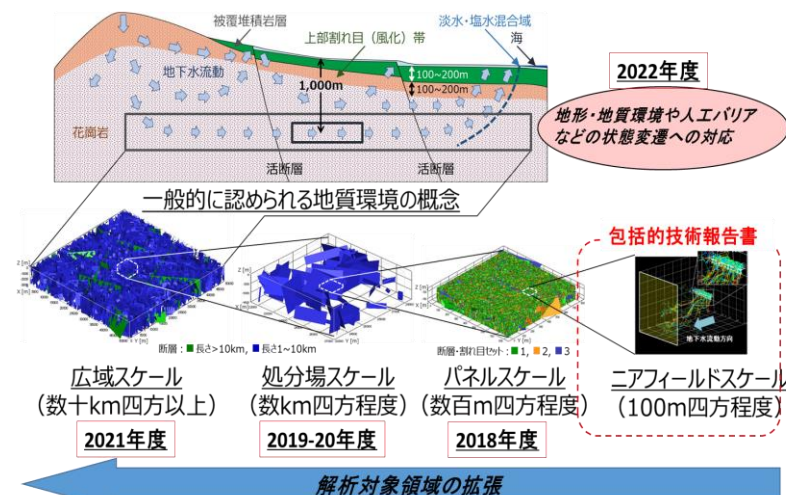 被覆堆積岩層
上部割れ目（風化）帯
淡水・塩水混合域
海
地下水流動
1,000m
100~200m
100~200m
花崗岩
活断層
活断層
2022年度
地形・地質環境や人工バリア
などの状態変遷への対応
一般的に認められる地質環境の概念
包括的技術報告書
地下水流動方向
断層：■長さ>10km, ■長さ1~10km
断層・割れ目セット：■1, ■2, ■3
広域スケール
（数十km四方以上）
2021年度
処分場スケール
（数km四方程度）
2019-20年度
パネルスケール
（数百m四方程度）
2018年度
ニアフィールドスケール
（100m四方程度）
解析対象領域の拡張